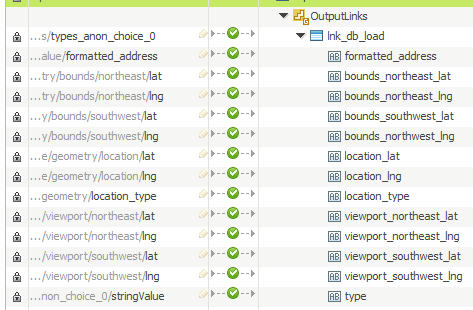 OutputLinks
...s/types_anon_choice_0 lnk_db_load
...alue/formatted_address formatted_address
...try/bounds/northeast/lat bounds_northeast_lat
...try/bounds/northeast/lng bounds_northeast_lng
...y/bounds/southwest/lat bounds_southwest_lat
...y/bounds/southwest/lng bounds_northwest_lng
...e/geometry/location/lat location_lat
...e/geometry/location/lng location_lng
...geometry/location_type location_type
.../viewport/northeast/lat viewport_northeast_lat
.../viewport/northeast/lng viewport_northeast_lng
.../viewport/southwest/lat viewport_southwest_lat
.../viewport/southwest/lng viewport_southwest_lng
...non_choice_0/stringValue type